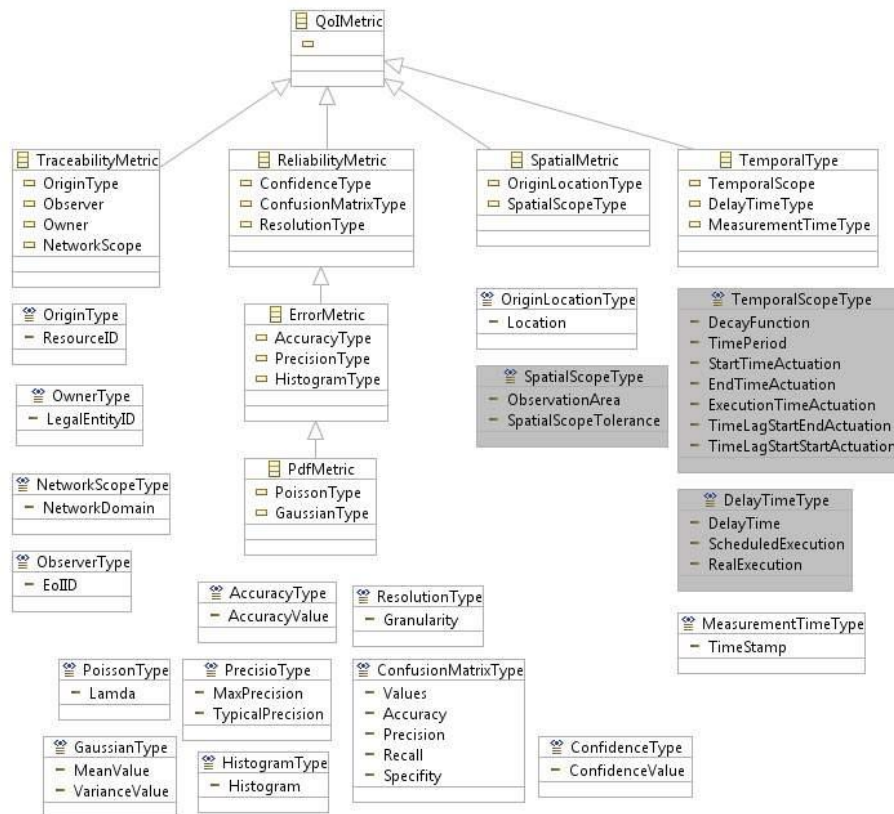 QoIMetric
TraceabilityMetric
OriginType
Observer
Owner
NetworkScope
ReliabilityMetric
ConfidenceType
ConfusionMatrixType
ResolutionType
SpatialMetric
OriginLocationType
SpatialScopeType
TemporalType
TemporalScope
DelayTimeType
MeasurementTimeType
OriginType
ResourceID
ErrorMetric
AccuracyType
PrecisionType
HistogramType
OriginLocationType
Location
TemporalScopeType
DecayFunction
TimePeriod
StartTimeActuation
EndTimeActuation
ExecutionTimeActuation
TimeLagStartEndActuation
TimeLagStartStartActuation
SpatialScopeType
ObservationArea
SpatialScopeTolerance
OwnerType
LegalEntityID
PdfMetric
PoissonType
GaussianType
NetworkScopeType
NetworkDomain
DelayTimeType
DelayTime
ScheduledExecution
RealExecution
ObserverType
EoIID
AccuracyType
AccuracyValue
ResolutionType
Granularity
MeasurementTimeType
TimeStamp
PoissonType
Lamda
PrecisioType
MaxPrecision
TypicalPrecision
ConfusionMatrixType
Values
Accuracy
Precision
Recall
Specifity
GaussianType
MeanValue
VarianceValue
HistogramType
Histogram
ConfidenceType
ConfidenceValue